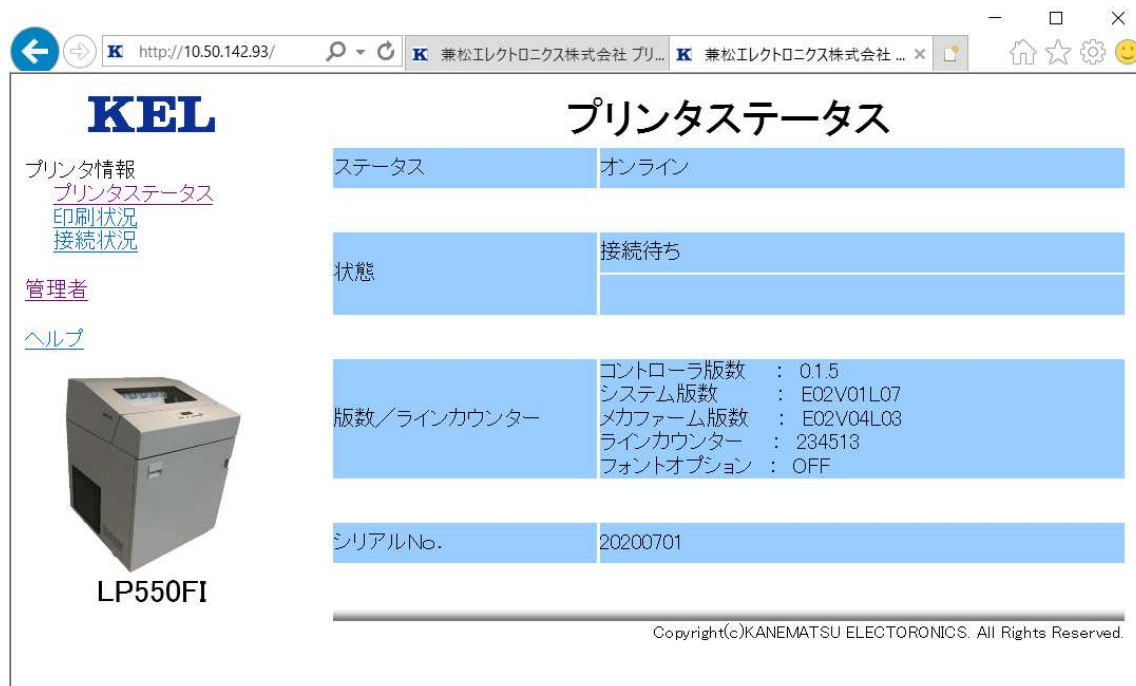 http://10.50.142.93/
K 兼松エレクトロニクス株式会社 プリ...
K 兼松エレクトロニクス株式会社 ...
KEL
プリンタ情報
プリンタステータス
印刷状況
接続状況
管理者
ヘルプ
LP550FI
プリンタステータス
ステータス オンライン
状態 接続待ち
版数／ラインカウンター
コントローラ版数 : 0.1.5
システム版数 : E02V01L07
メカファーム版数 : E02V04L03
ラインカウンター : 234513
フォントオプション : OFF
シリアルNo. 20200701
Copyright(c)KANEMATSU ELECTORONICS. All Rights Reserved.